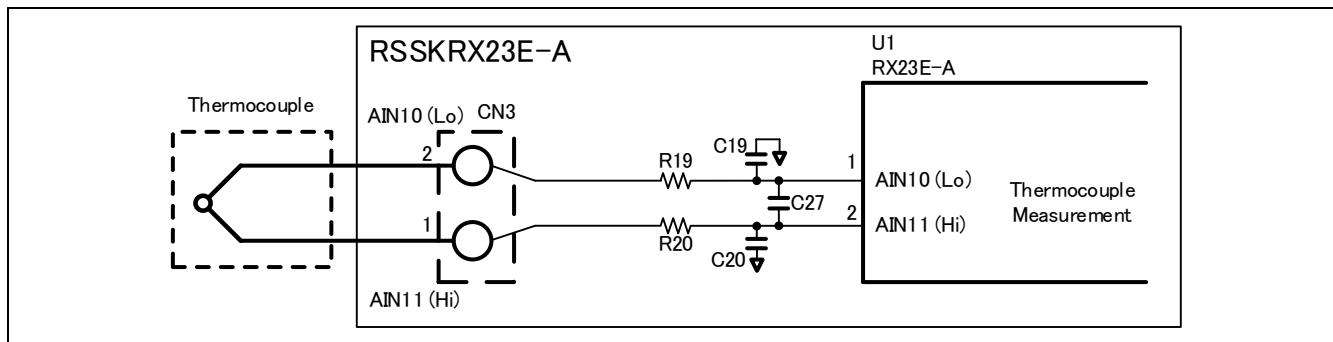 RSSKRX23E-A
U1
RX23E-A
Thermocouple
AIN10 (Lo) CN3
2
R19
C19
1
AIN10 (Lo)
C27
Thermocouple
Measurement
1
R20
C20
2
AIN11 (Hi)
AIN11 (Hi)